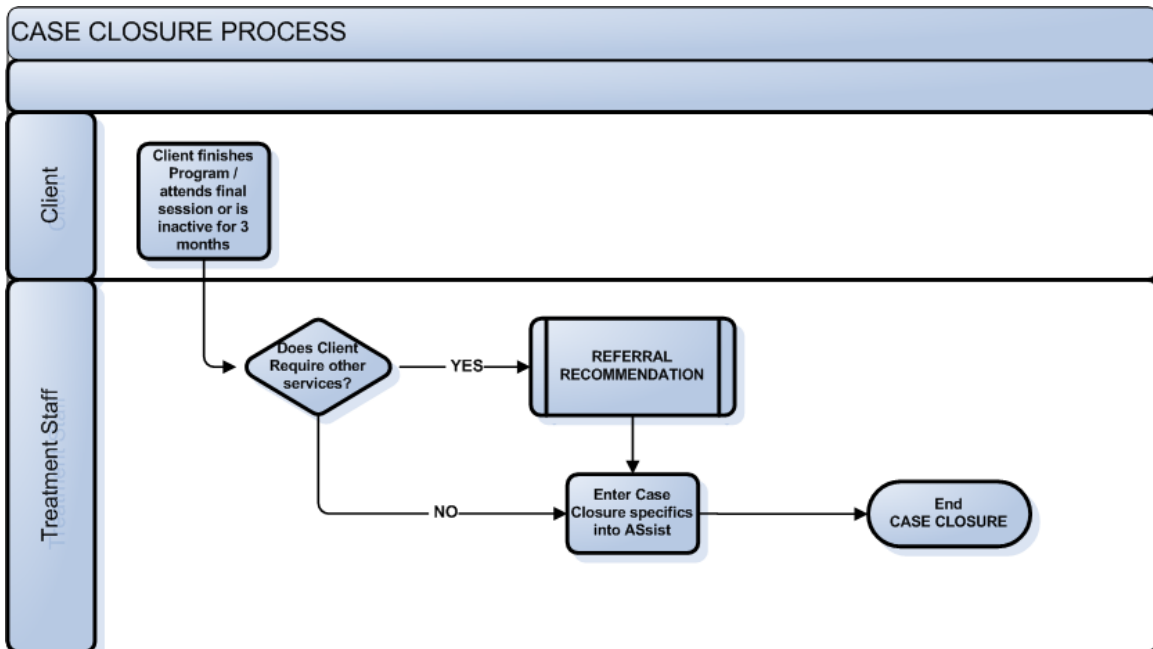 CASE CLOSURE PROCESS
Client
Client finishes
Program /
attends final
session or is
inactive for 3
months
Treatment Staff
Does Client
Require other
services?
YES
REFERRAL
RECOMMENDATION
NO
Enter Case
Closure specifics
into ASsist
End
CASE CLOSURE